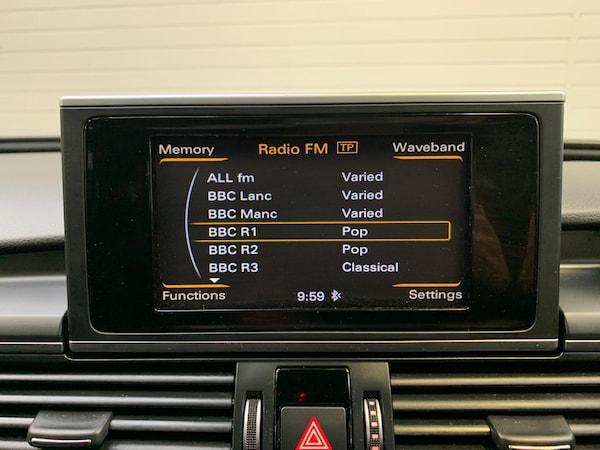 Memory Radio FM TP Waveband
ALL fm Varied
BBC Lanc Varied
BBC Manc Varied
BBC R1 Pop
BBC R2 Pop
BBC R3 Classical
Functions 9:59 Settings